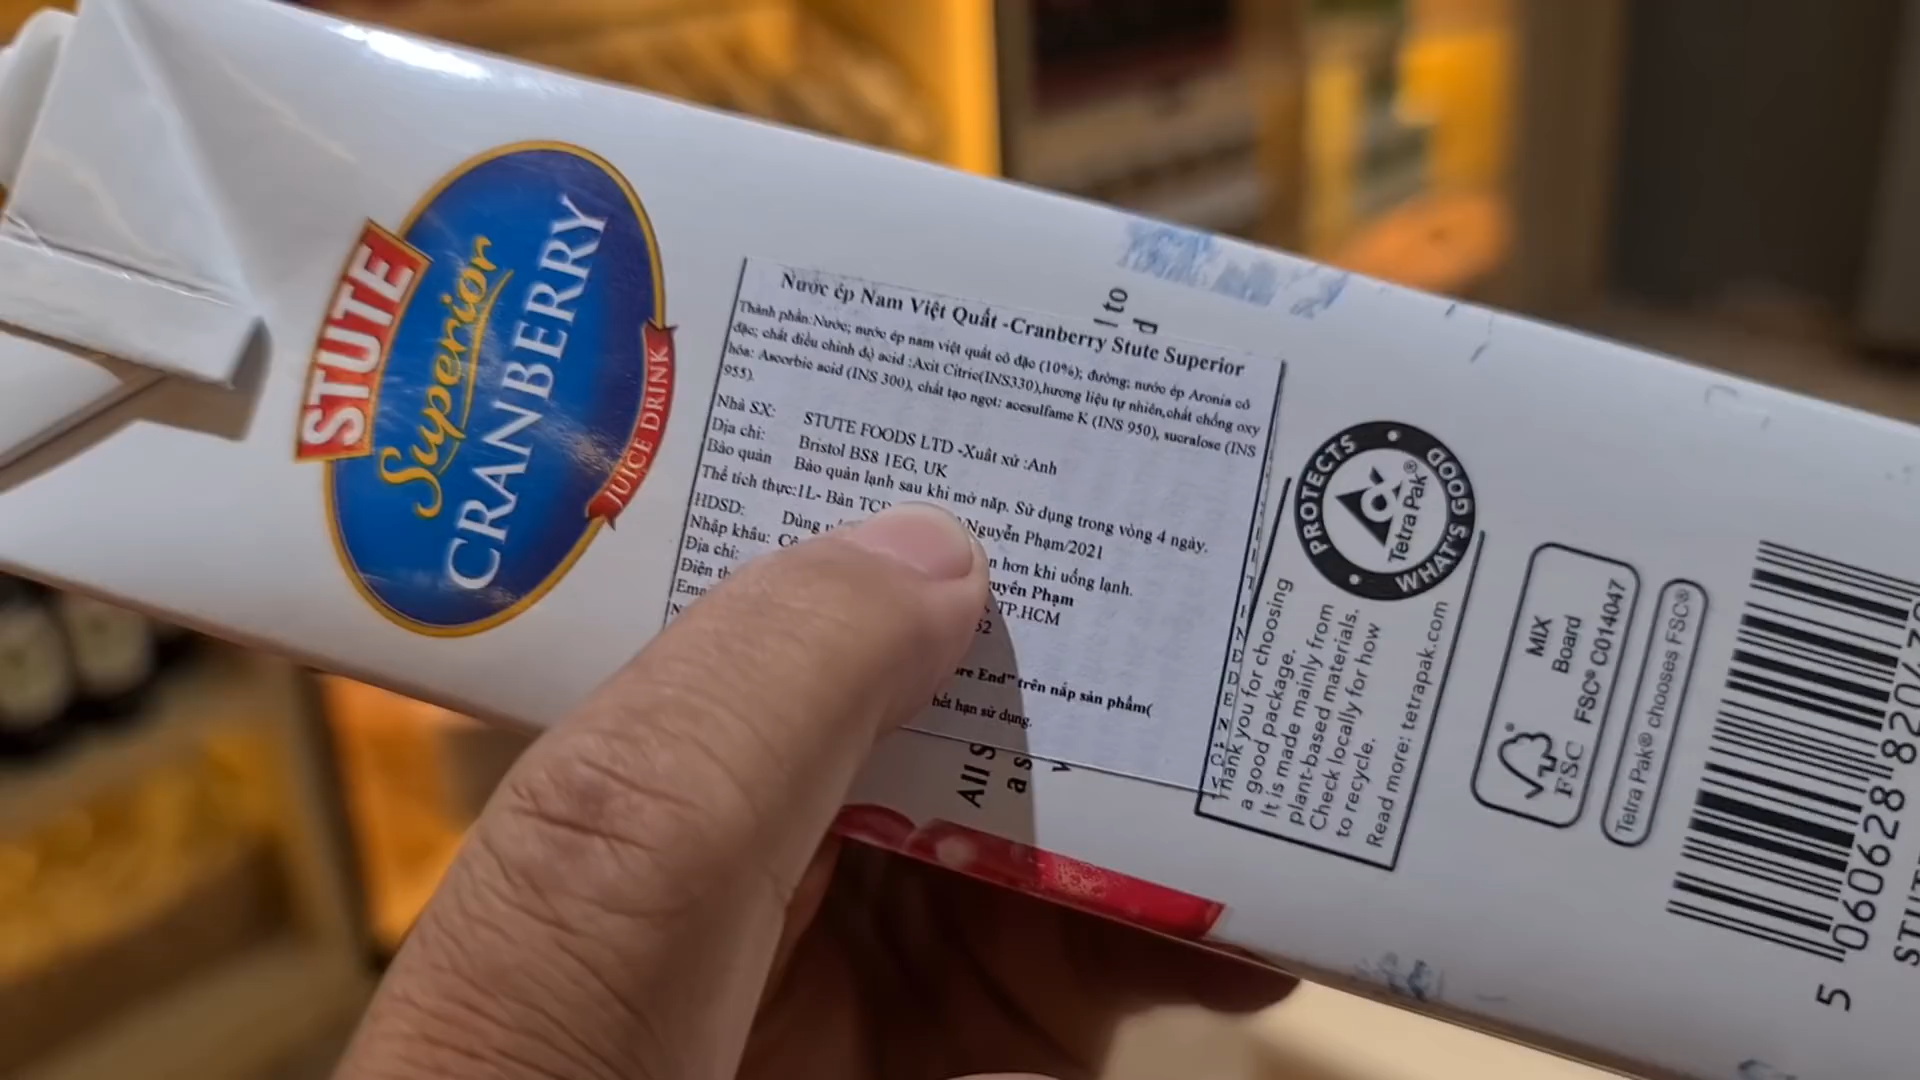 STUTE
Superior
CRANBERRY
JUICE DRINK
Nước ép Nam Việt Quất -Cranberry Stute Superior
Thành phần:Nước; nước ép nam việt quất cô đặc (10%); đường; nước ép Aronia cô
đặc; chất điều chỉnh độ acid :Axit Citric(INS330),hương liệu tự nhiên,chất chống oxy
hóa: Ascorbic acid (INS 300), chất tạo ngọt: acesulfame K (INS 950), sucralose (INS
955).
Nhà SX: STUTE FOODS LTD -Xuất xứ :Anh
Địa chỉ: Bristol BS8 1EG, UK
Bảo quản Bảo quản lạnh sau khi mở nắp. Sử dụng trong vòng 4 ngày.
Thể tích thực:1L- Bản Nguyễn Phạm/2021
HDSD: Dùng hơn khi uống lạnh.
Nhập khẩu: Phạm
Địa chỉ: TP.HCM
Điện
End" trên nắp sản phẩm(
hết hạn sử dụng.
to
d
All
a s
PROTECTS
WHAT'S GOOD
Tetra Pak®
Thank you for choosing
a good package.
It is made mainly from
plant-based materials.
Check locally for how
to recycle.
Read more: tetrapak.com
MIX
Board
FSC® C014047
FSC
Tetra Pak® chooses FSC®
5 060628 82